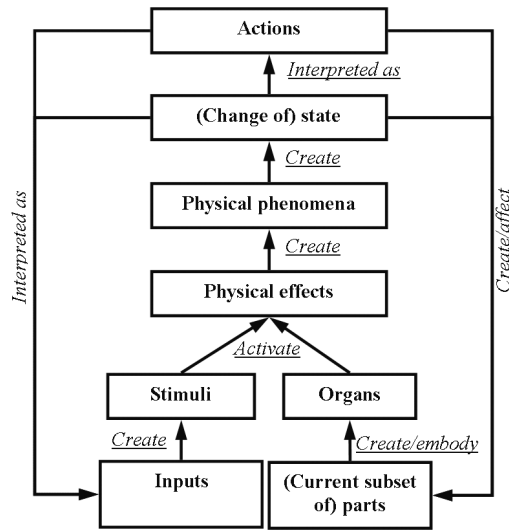 Actions
Interpreted as
(Change of) state
Create
Physical phenomena
Create
Physical effects
Activate
Stimuli
Organs
Create
Create/embody
Inputs
(Current subset
of) parts
Interpreted as
Create/affect